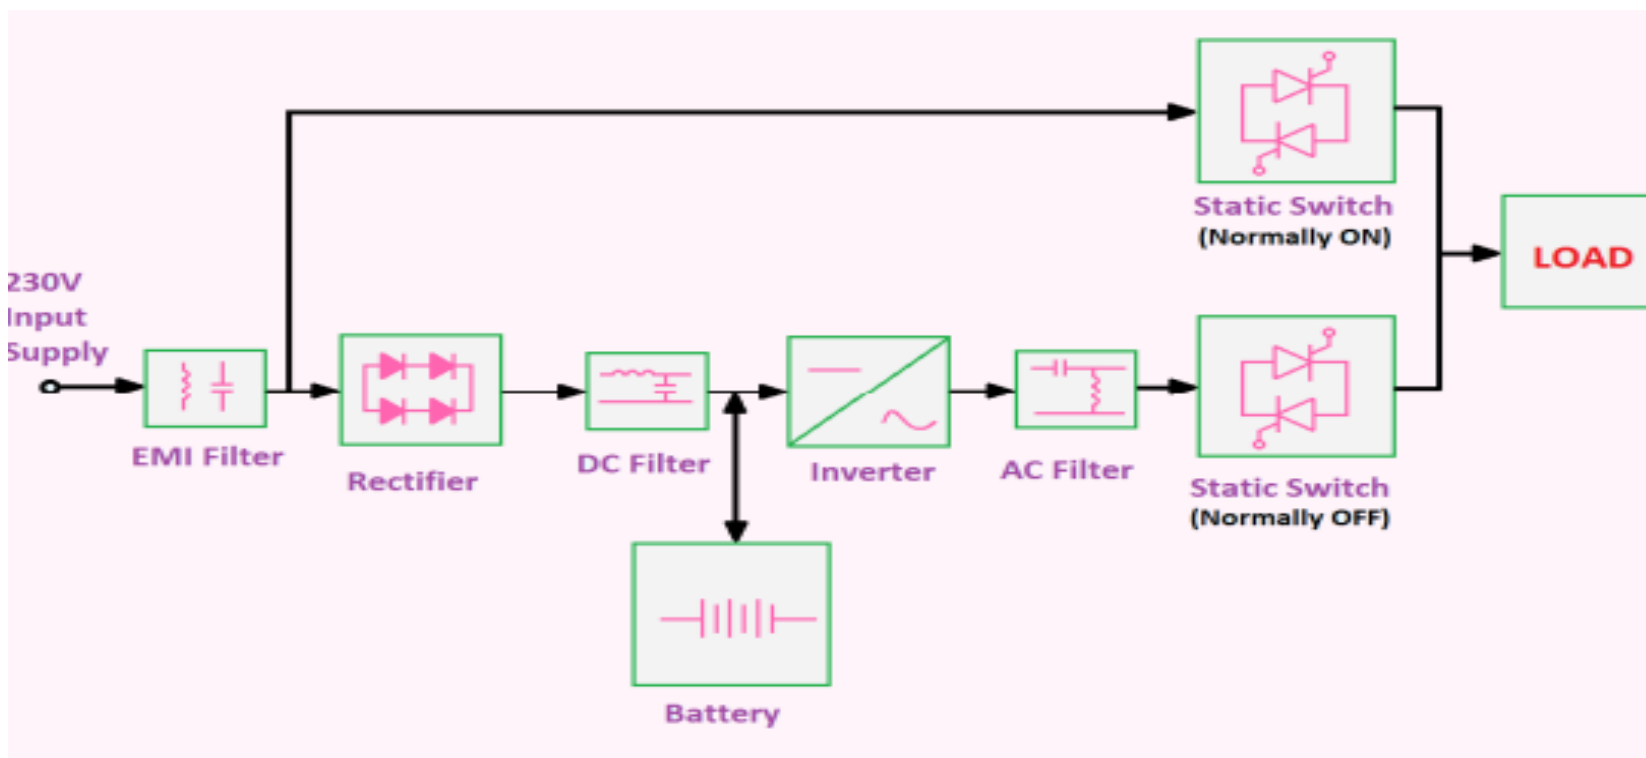 Static Switch
(Normally ON)
LOAD
230V
Input
Supply
EMI Filter
Rectifier
DC Filter
Inverter
AC Filter
Static Switch
(Normally OFF)
Battery